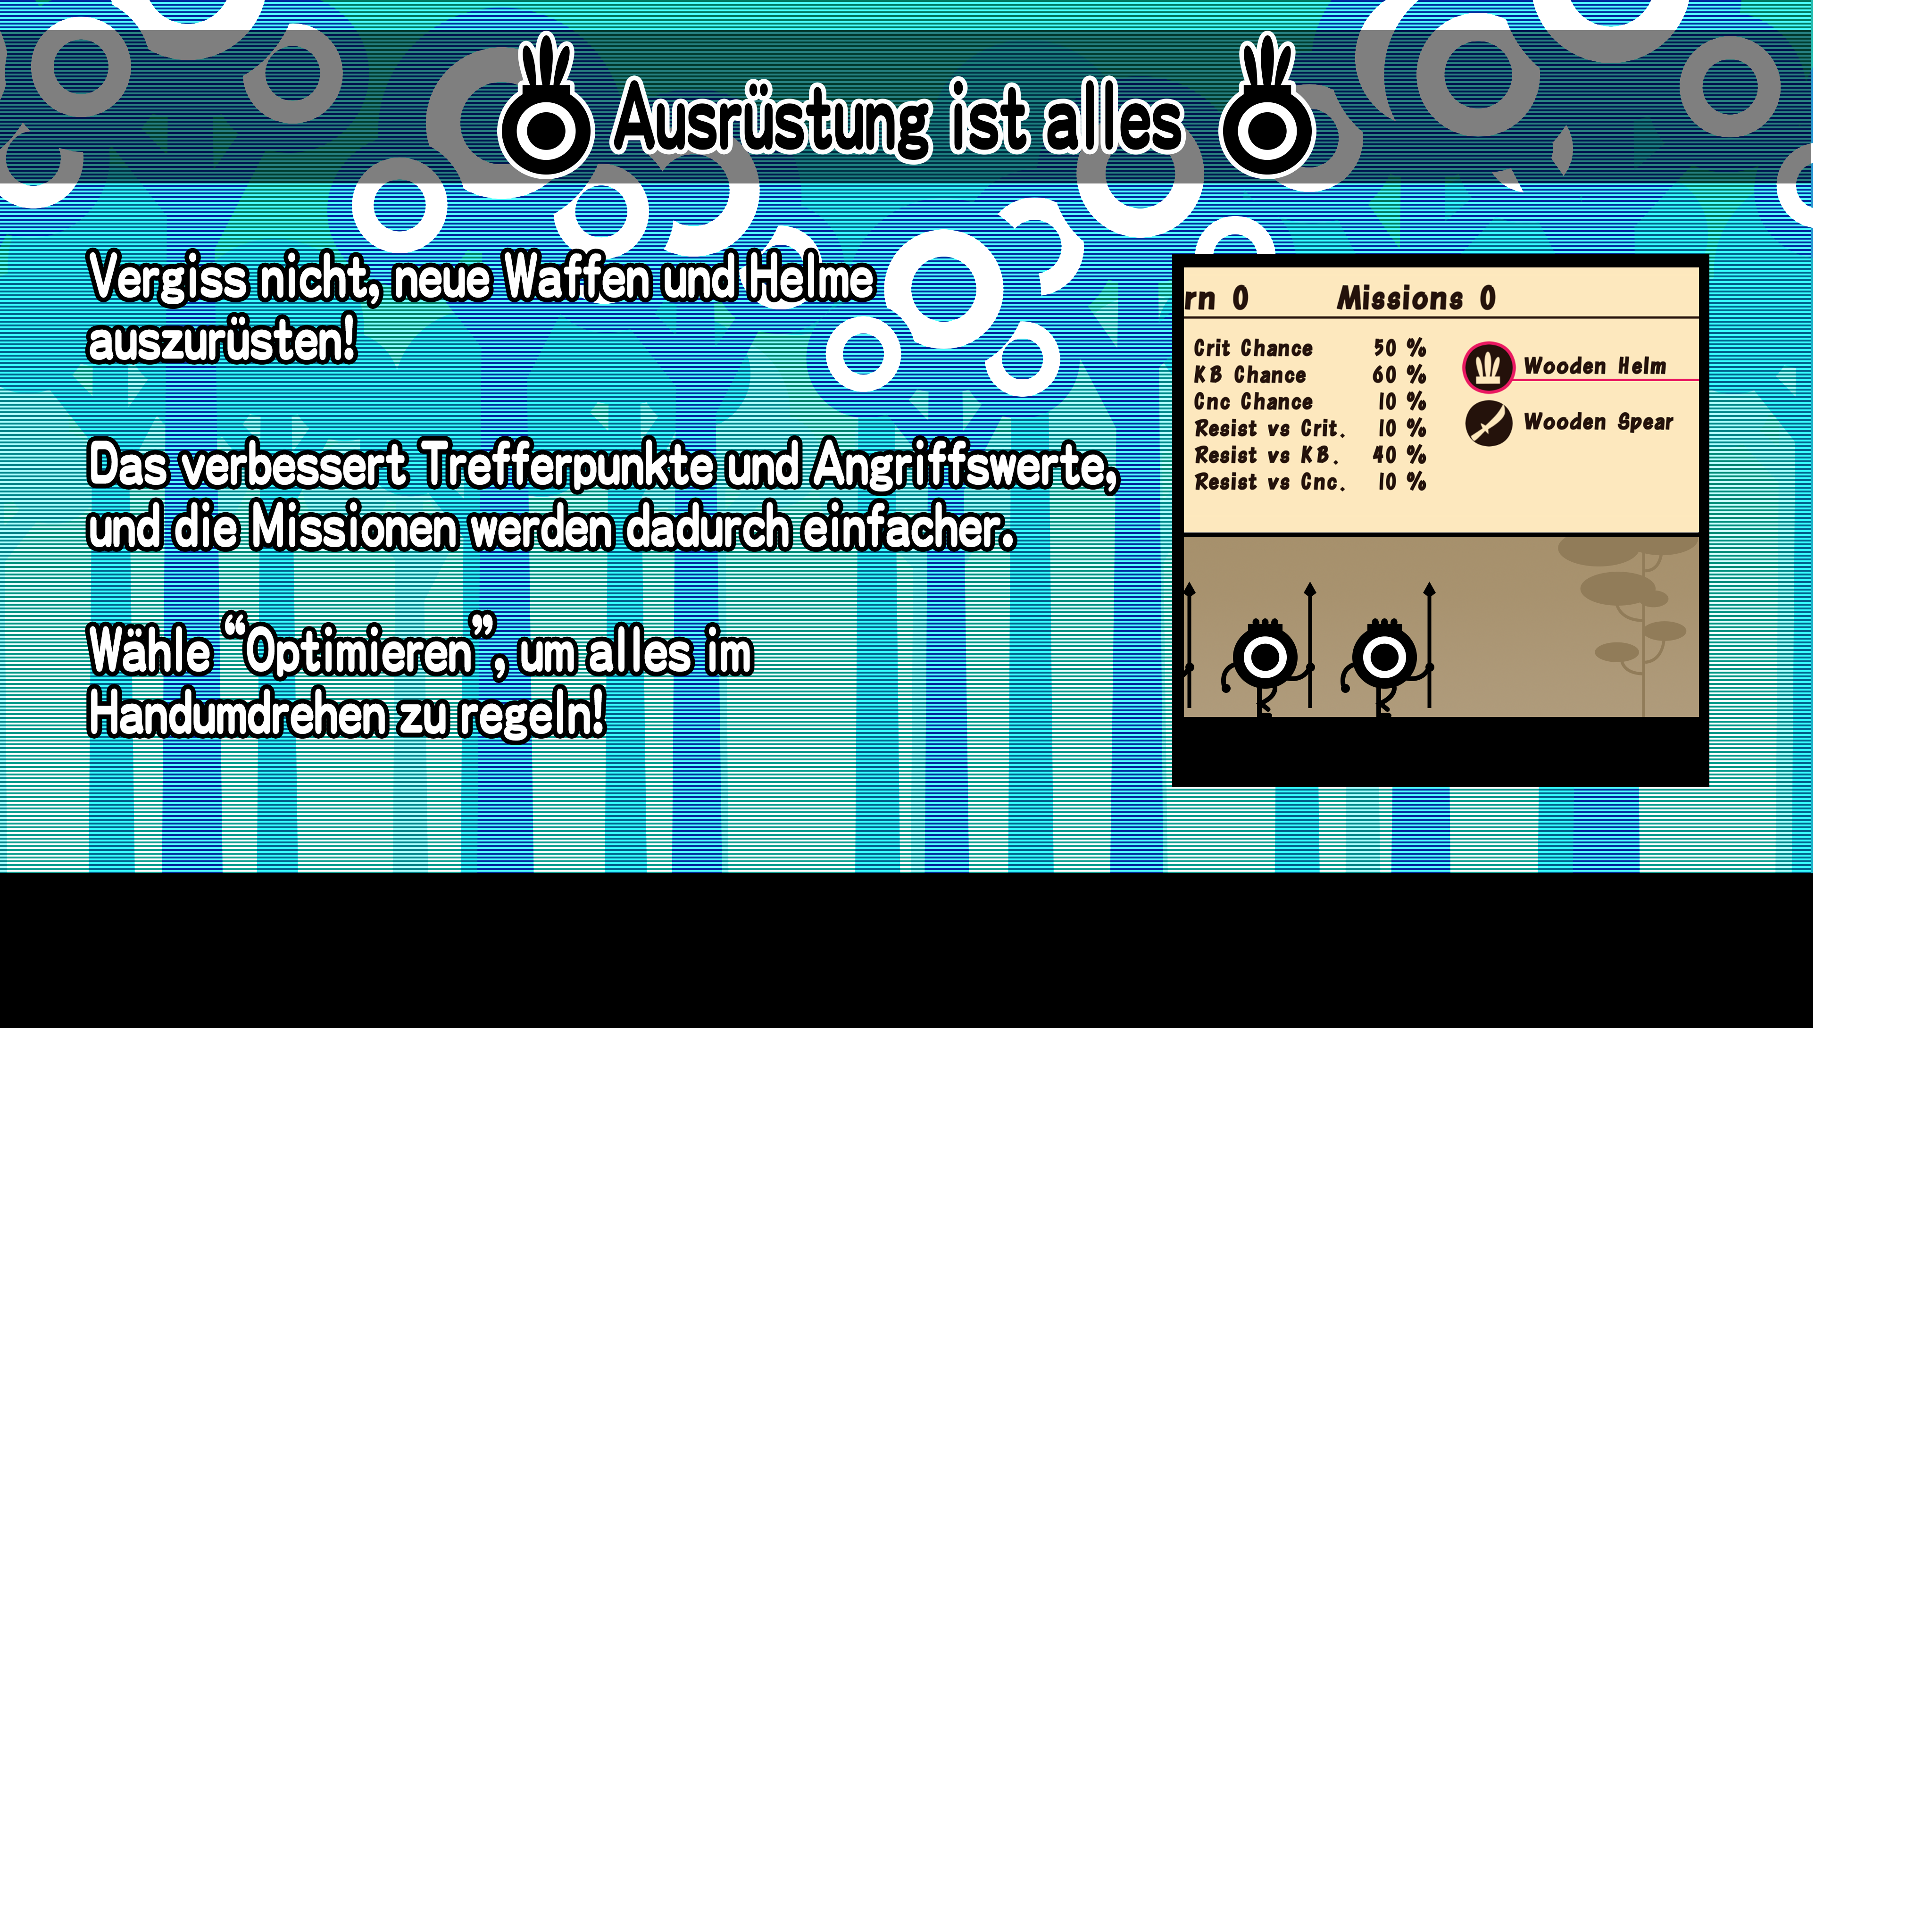 Ausrüstung ist alles
Vergiss nicht, neue Waffen und Helme
auszurüsten!
Das verbessert Trefferpunkte und Angriffswerte,
und die Missionen werden dadurch einfacher.
Wähle “Optimieren”, um alles im
Handumdrehen zu regeln!
rn 0 Missions 0
Crit Chance 50 %
KB Chance 60 %
Cnc Chance 10 %
Resist vs Crit. 10 %
Resist vs KB. 40 %
Resist vs Cnc. 10 %
Wooden Helm
Wooden Spear